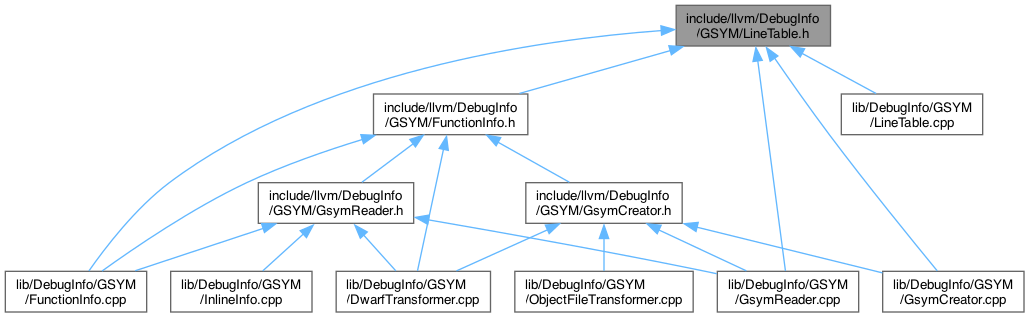 include/llvm/DebugInfo
/GSYM/LineTable.h
include/llvm/DebugInfo
/GSYM/FunctionInfo.h
lib/DebugInfo/GSYM
/LineTable.cpp
include/llvm/DebugInfo
/GSYM/GsymReader.h
include/llvm/DebugInfo
/GSYM/GsymCreator.h
lib/DebugInfo/GSYM
/FunctionInfo.cpp
lib/DebugInfo/GSYM
/InlineInfo.cpp
lib/DebugInfo/GSYM
/DwarfTransformer.cpp
lib/DebugInfo/GSYM
/ObjectFileTransformer.cpp
lib/DebugInfo/GSYM
/GsymReader.cpp
lib/DebugInfo/GSYM
/GsymCreator.cpp